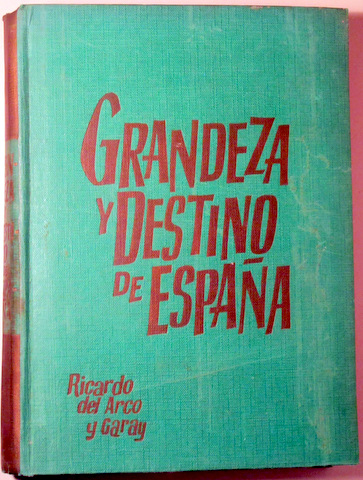 GRANDEZA
Y DESTINO
DE ESPAÑA
Ricardo
del Arco
y Garay